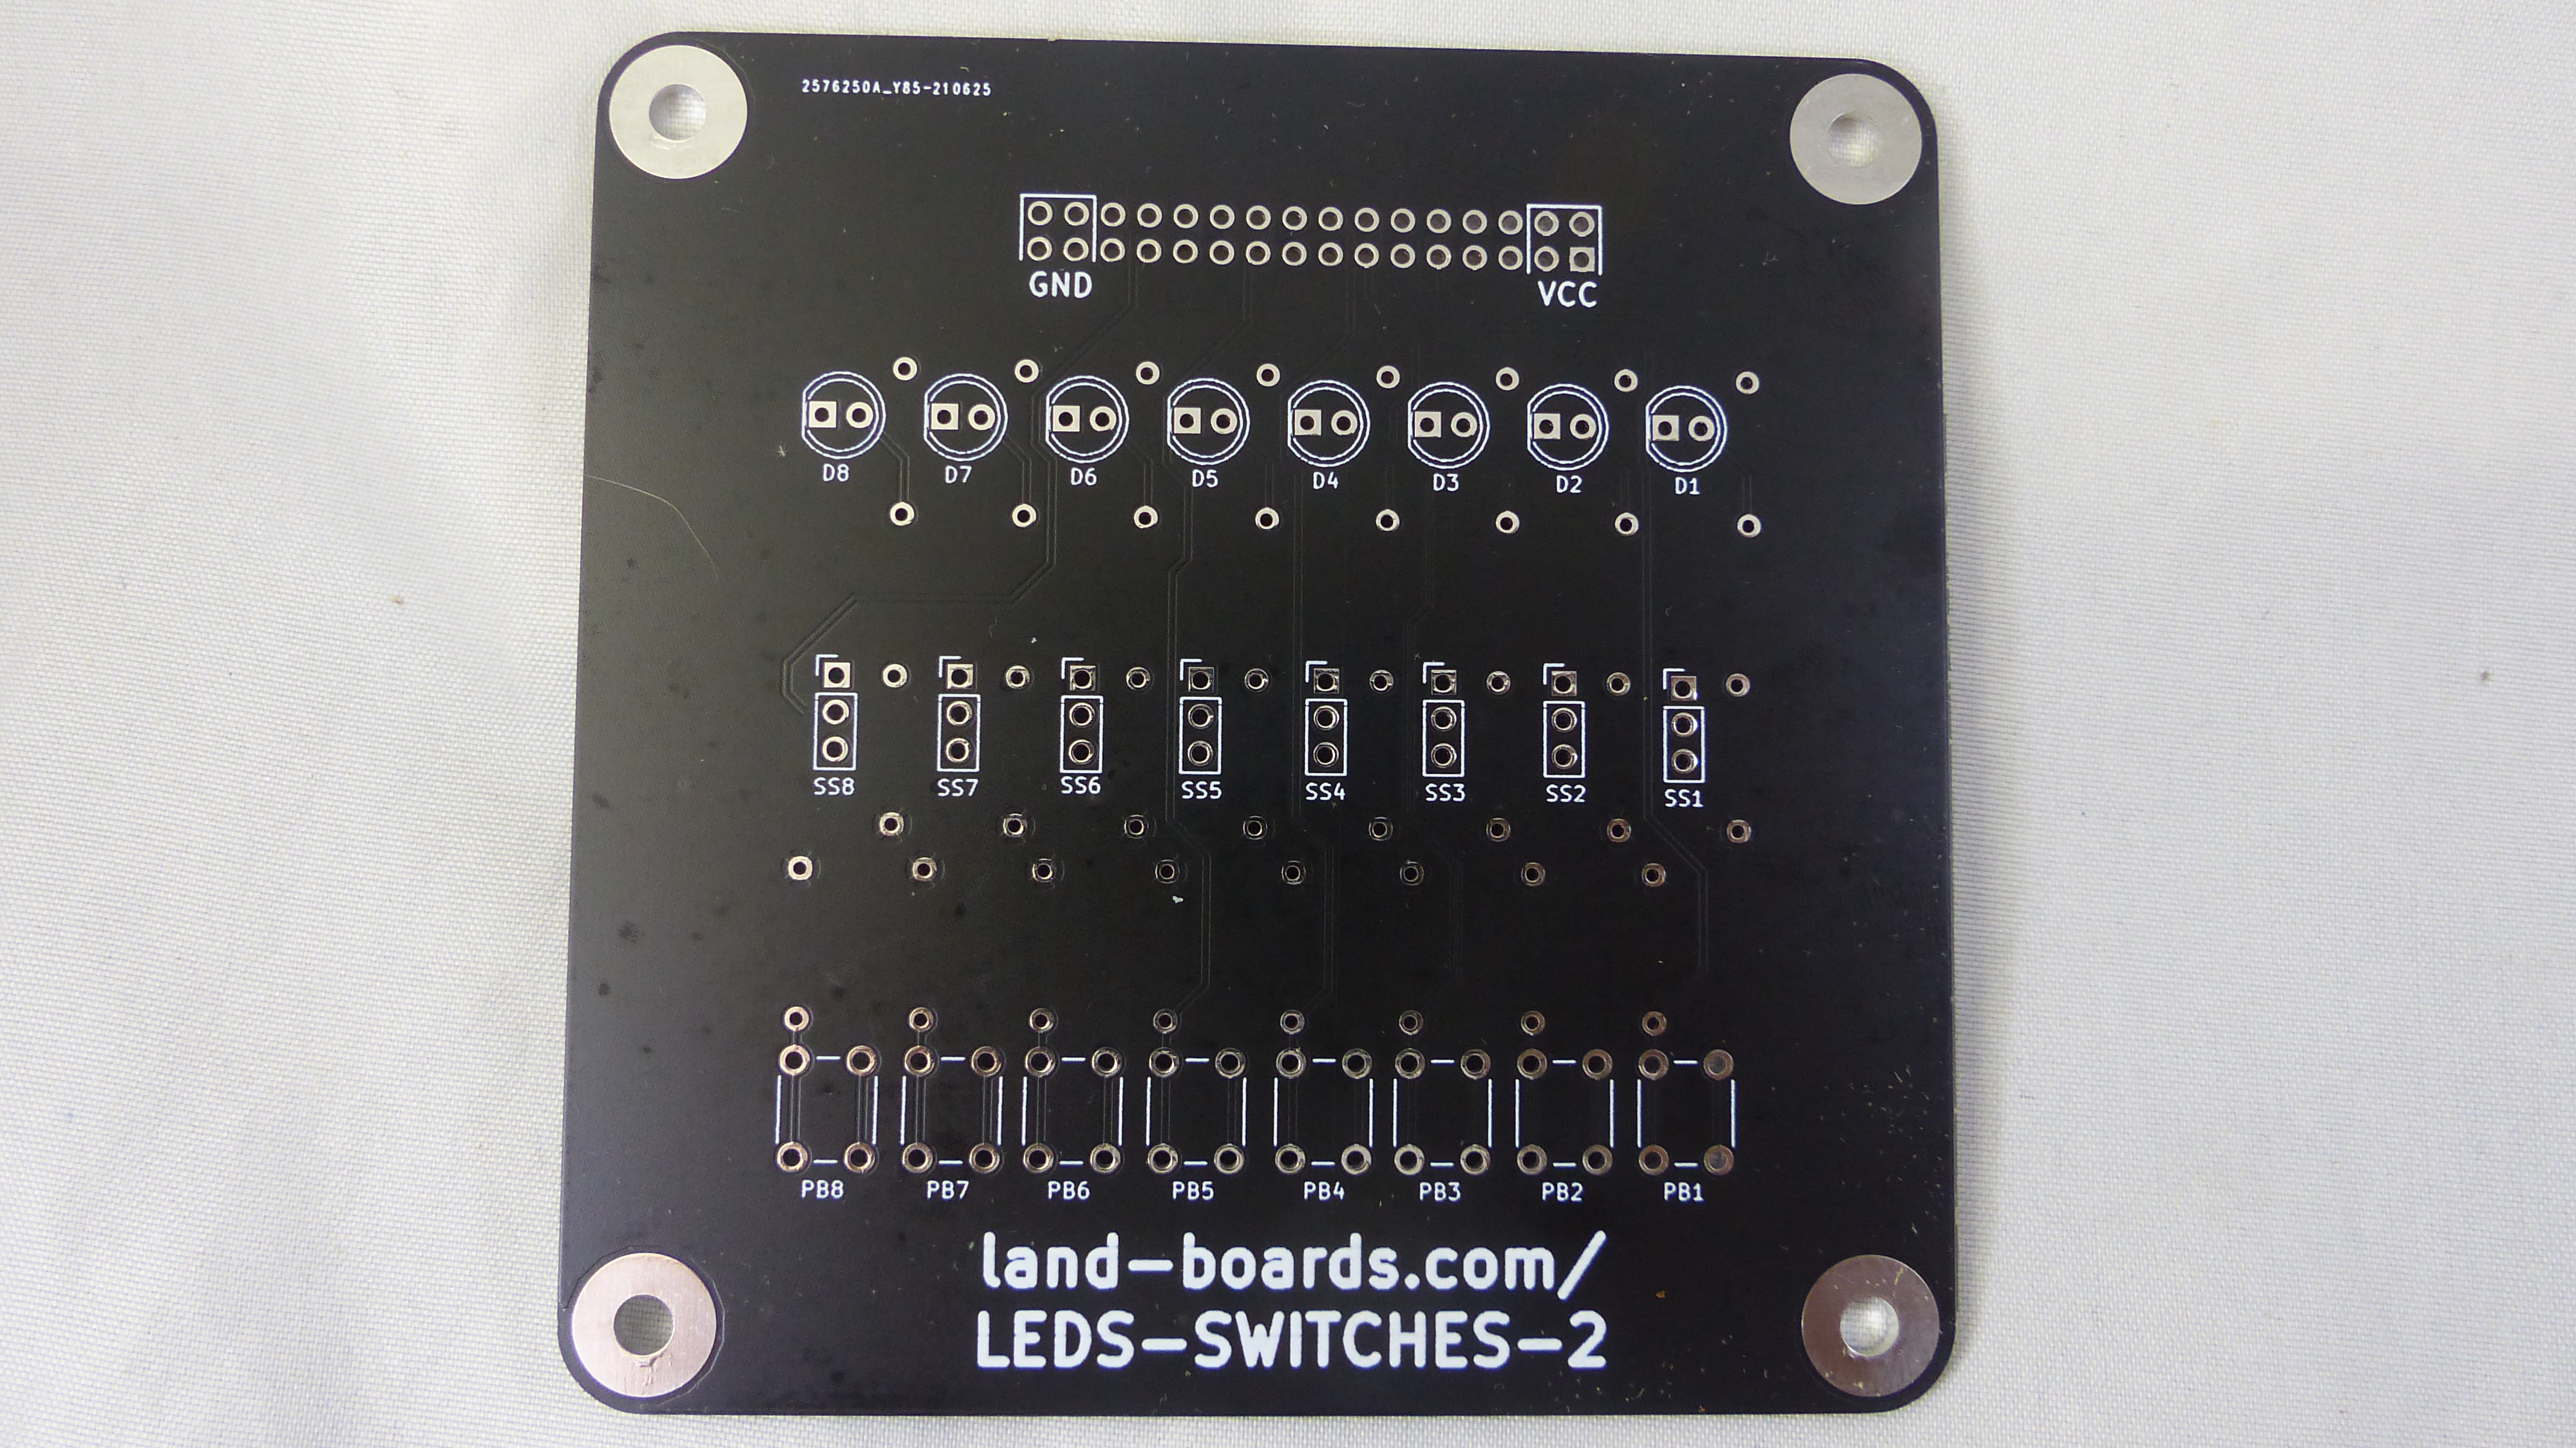 2576250A_Y85-210625
GND VCC
D8 D7 D6 D5 D4 D3 D2 D1
SS8 SS7 SS6 SS5 SS4 SS3 SS2 SS1
PB8 PB7 PB6 PB5 PB4 PB3 PB2 PB1
land-boards.com/
LEDS-SWITCHES-2